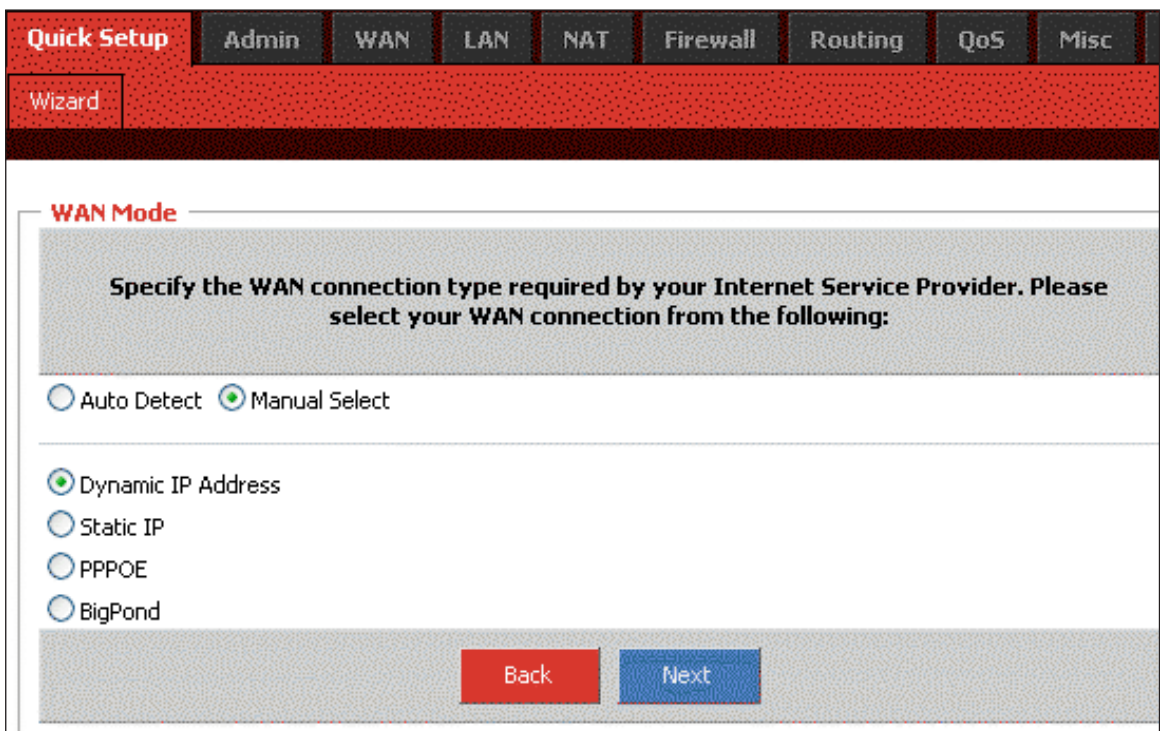 Quick Setup Admin WAN LAN NAT Firewall Routing QoS Misc
Wizard
WAN Mode
Specify the WAN connection type required by your Internet Service Provider. Please
select your WAN connection from the following:
Auto Detect Manual Select
Dynamic IP Address
Static IP
PPPOE
BigPond
Back Next